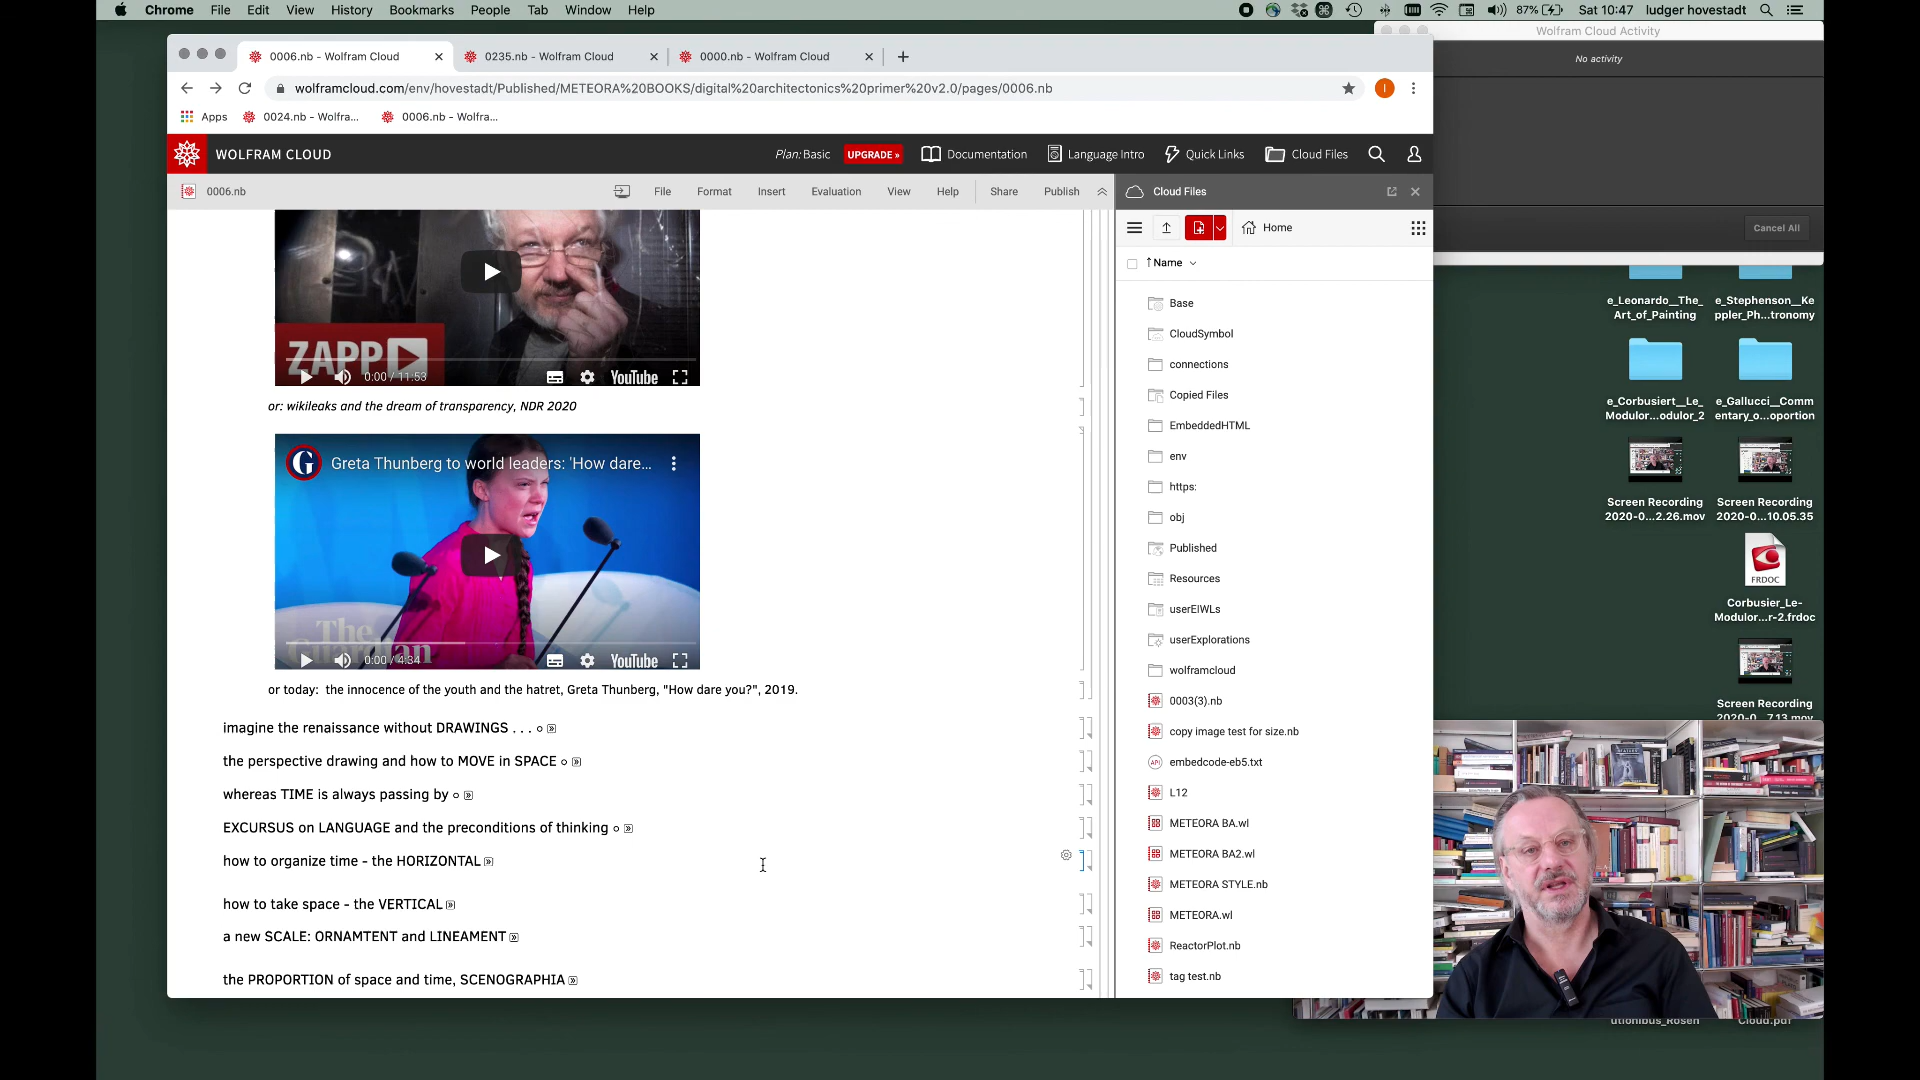 Chrome File Edit View History Bookmarks People Tab Window Help
87% Sat 10:47 ludger hovestadt
Wolfram Cloud Activity
0006.nb - Wolfram Cloud
0235.nb - Wolfram Cloud
0000.nb - Wolfram Cloud
No activity
wolframcloud.com/env/hovestadt/Published/METEORA%20BOOKS/digital%20architectonics%20primer%20v2.0/pages/0006.nb
Apps 0024.nb - Wolfra... 0006.nb - Wolfra...
WOLFRAM CLOUD
Plan: Basic UPGRADE » Documentation Language Intro Quick Links Cloud Files
0006.nb
File Format Insert Evaluation View Help Share Publish
Cloud Files
Home
Cancel All
Name
ZAPP
0:00 / 11:53
YouTube
or: wikileaks and the dream of transparency, NDR 2020
Greta Thunberg to world leaders: 'How dare...
The
Guardian
0:00 / 4:34
YouTube
or today: the innocence of the youth and the hatret, Greta Thunberg, "How dare you?", 2019.
imagine the renaissance without DRAWINGS . . .
the perspective drawing and how to MOVE in SPACE
whereas TIME is always passing by
EXCURSUS on LANGUAGE and the preconditions of thinking
how to organize time - the HORIZONTAL
how to take space - the VERTICAL
a new SCALE: ORNAMTENT and LINEAMENT
the PROPORTION of space and time, SCENOGRAPHIA
Base
CloudSymbol
connections
Copied Files
EmbeddedHTML
env
https:
obj
Published
Resources
userEIWLs
userExplorations
wolframcloud
0003(3).nb
copy image test for size.nb
API
embedcode-eb5.txt
L12
METEORA BA.wl
METEORA BA2.wl
METEORA STYLE.nb
METEORA.wl
ReactorPlot.nb
tag test.nb
e_Leonardo__The_
Art_of_Painting
e_Stephenson__Ke
ppler_Ph...tronomy
e_Corbusiert__Le_
Modulor...odulor_2
e_Gallucci__Comm
entary_o...oportion
Screen Recording
2020-0...2.26.mov
Screen Recording
2020-0...10.05.35
FRDOC
Corbusier_Le-
Modulor...r-2.frdoc
Screen Recording
2020-0...7.13.mov
utionibus_Rosen
Cloud.pdf